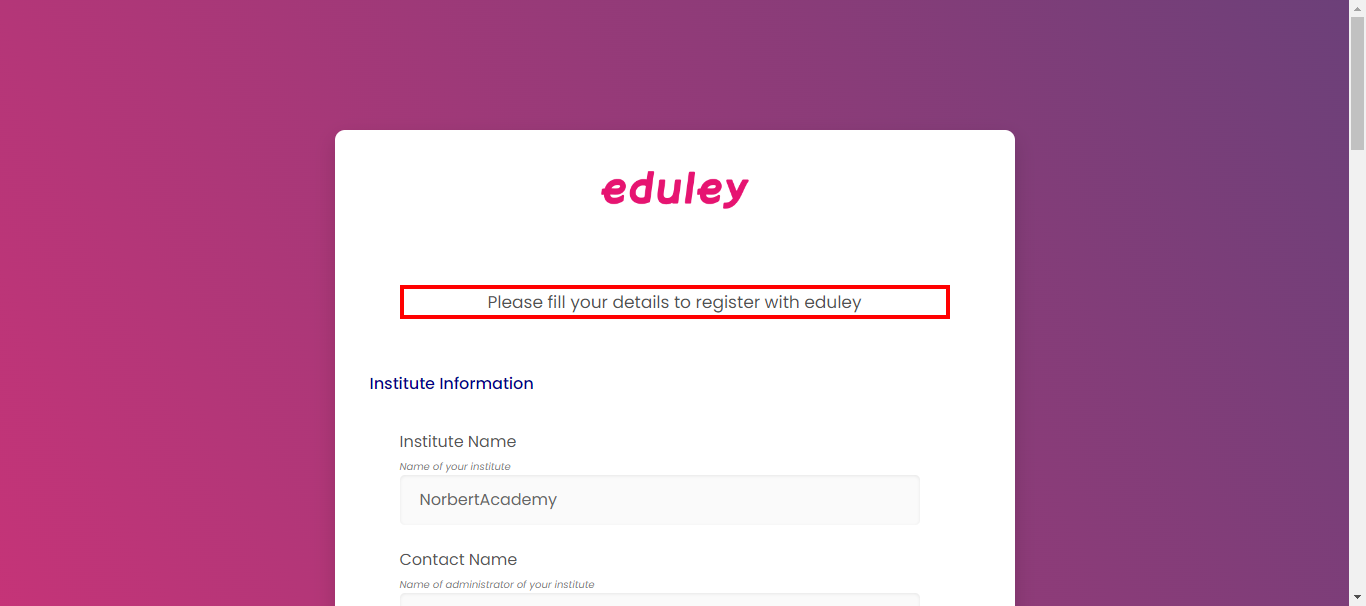 eduley
Please fill your details to register with eduley
Institute Information
Institute Name
Name of your institute
NorbertAcademy
Contact Name
Name of administrator of your institute